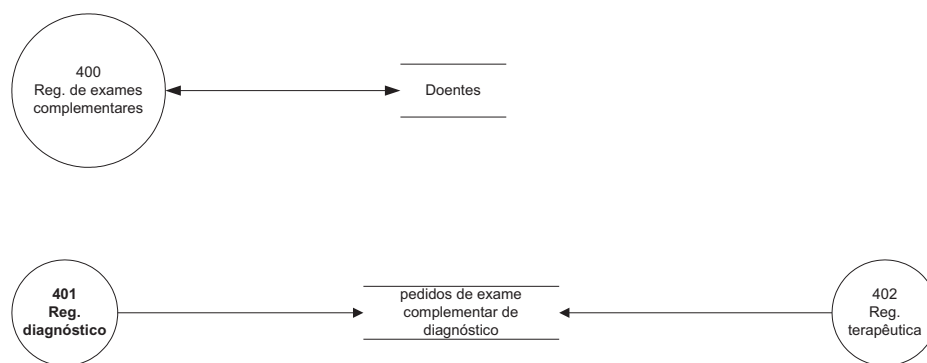 400
Reg. de exames
complementares
Doentes
401
Reg.
diagnóstico
pedidos de exame
complementar de
diagnóstico
402
Reg.
terapêutica